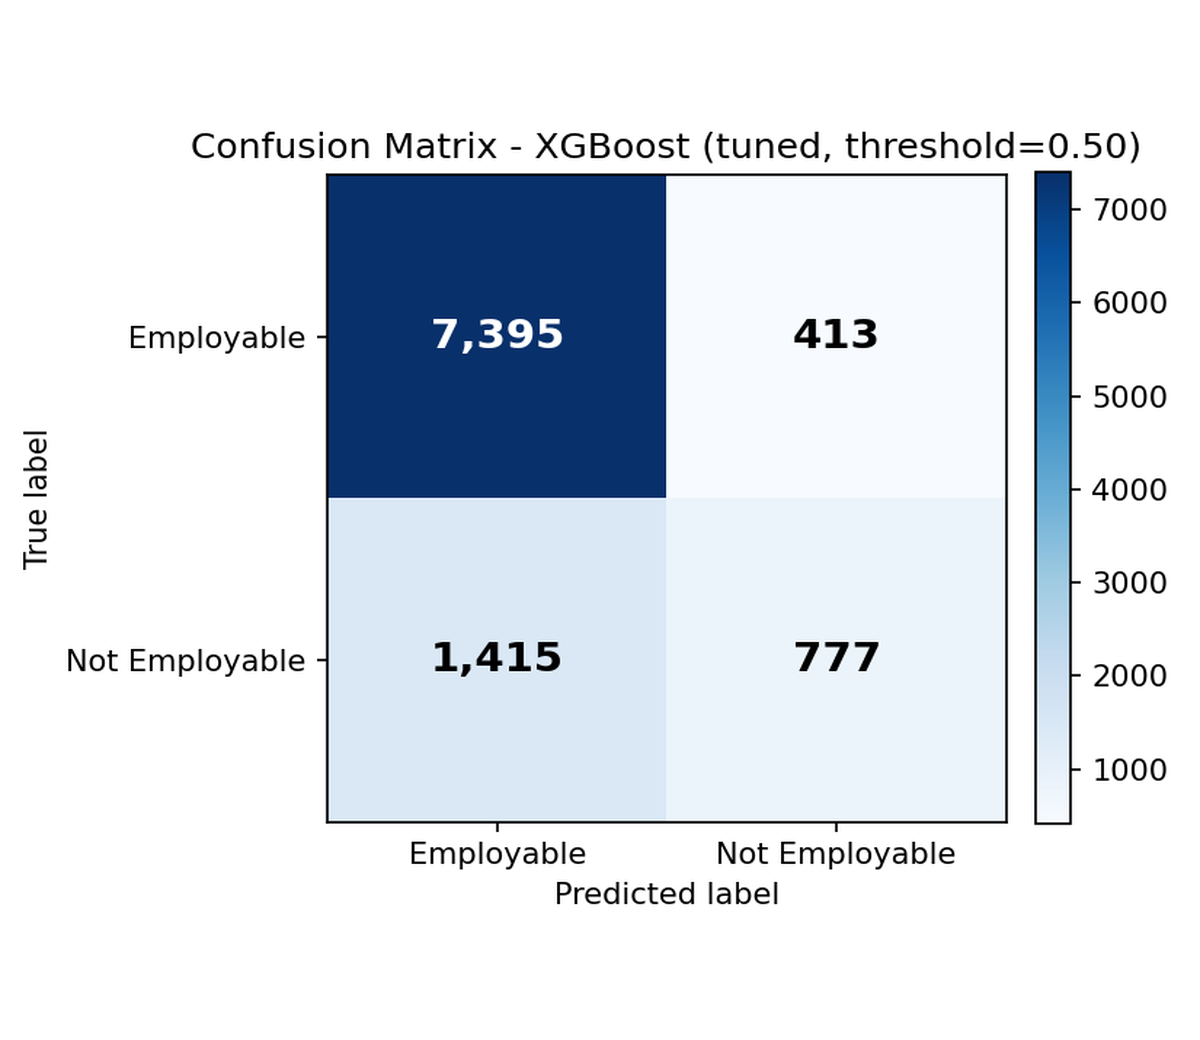 Confusion Matrix - XGBoost (tuned, threshold=0.50)
True label
Employable
Not Employable
7,395
413
1,415
777
Employable
Not Employable
Predicted label
7000
6000
5000
4000
3000
2000
1000